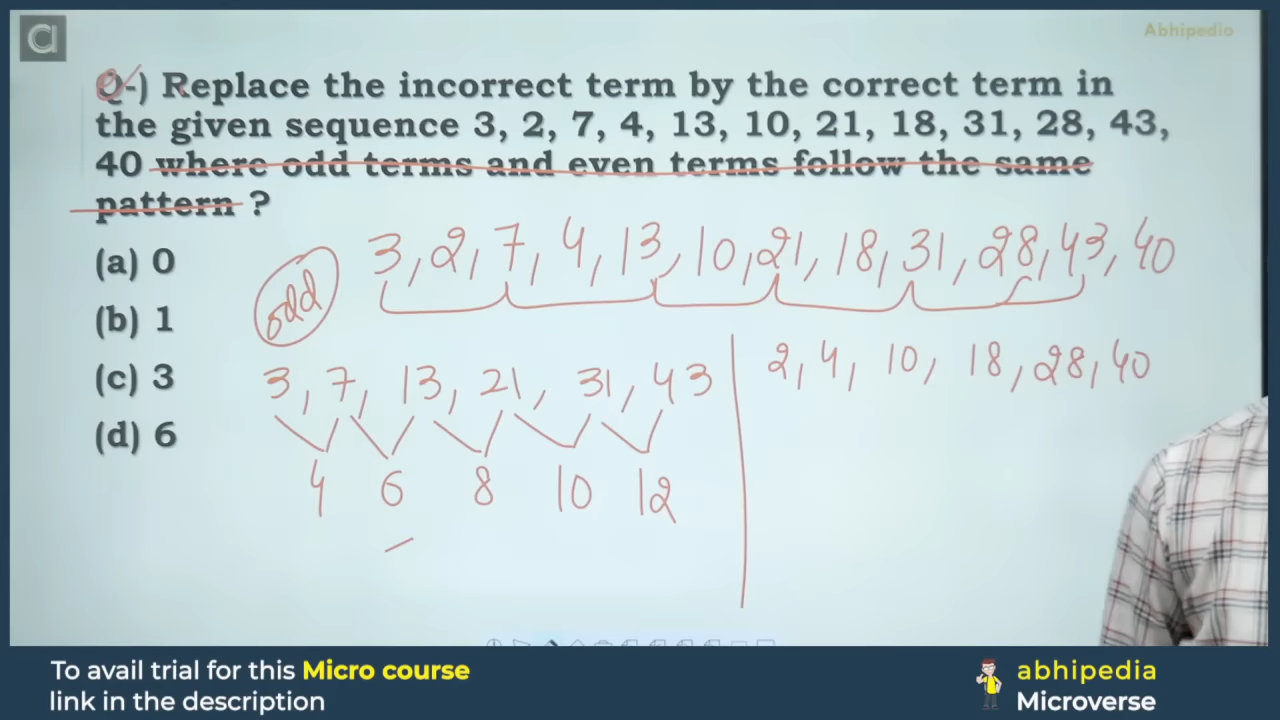 a
Abhipedia
Q-) Replace the incorrect term by the correct term in
the given sequence 3, 2, 7, 4, 13, 10, 21, 18, 31, 28, 43,
40 where odd terms and even terms follow the same
pattern ?
(a) 0
(b) 1
(c) 3
(d) 6
odd
3, 2, 7, 4, 13, 10, 21, 18, 31, 28, 43, 40
3, 7, 13, 21, 31, 43
4 6 8 10 12
2, 4, 10, 18, 28, 40
To avail trial for this Micro course
link in the description
abhipedia
Microverse